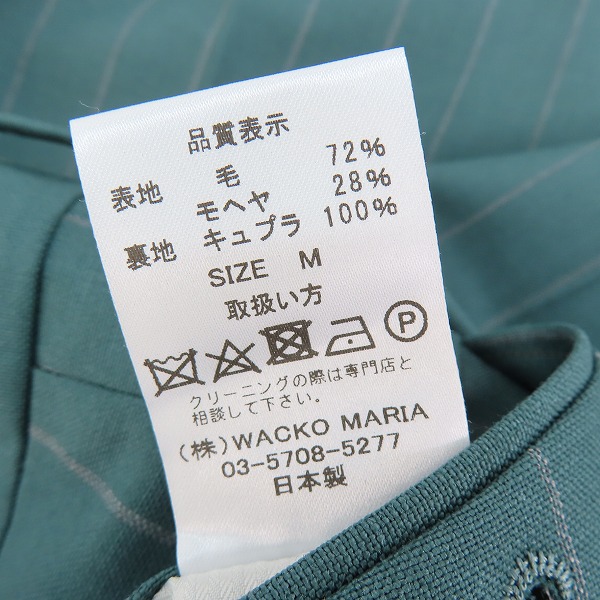 品質表示
表地 毛 72%
モヘヤ 28%
裏地 キュプラ 100%
SIZE M
取扱い方
P
クリーニングの際は専門店と
相談して下さい。
(株)WACKO MARIA
03-5708-5277
日本製